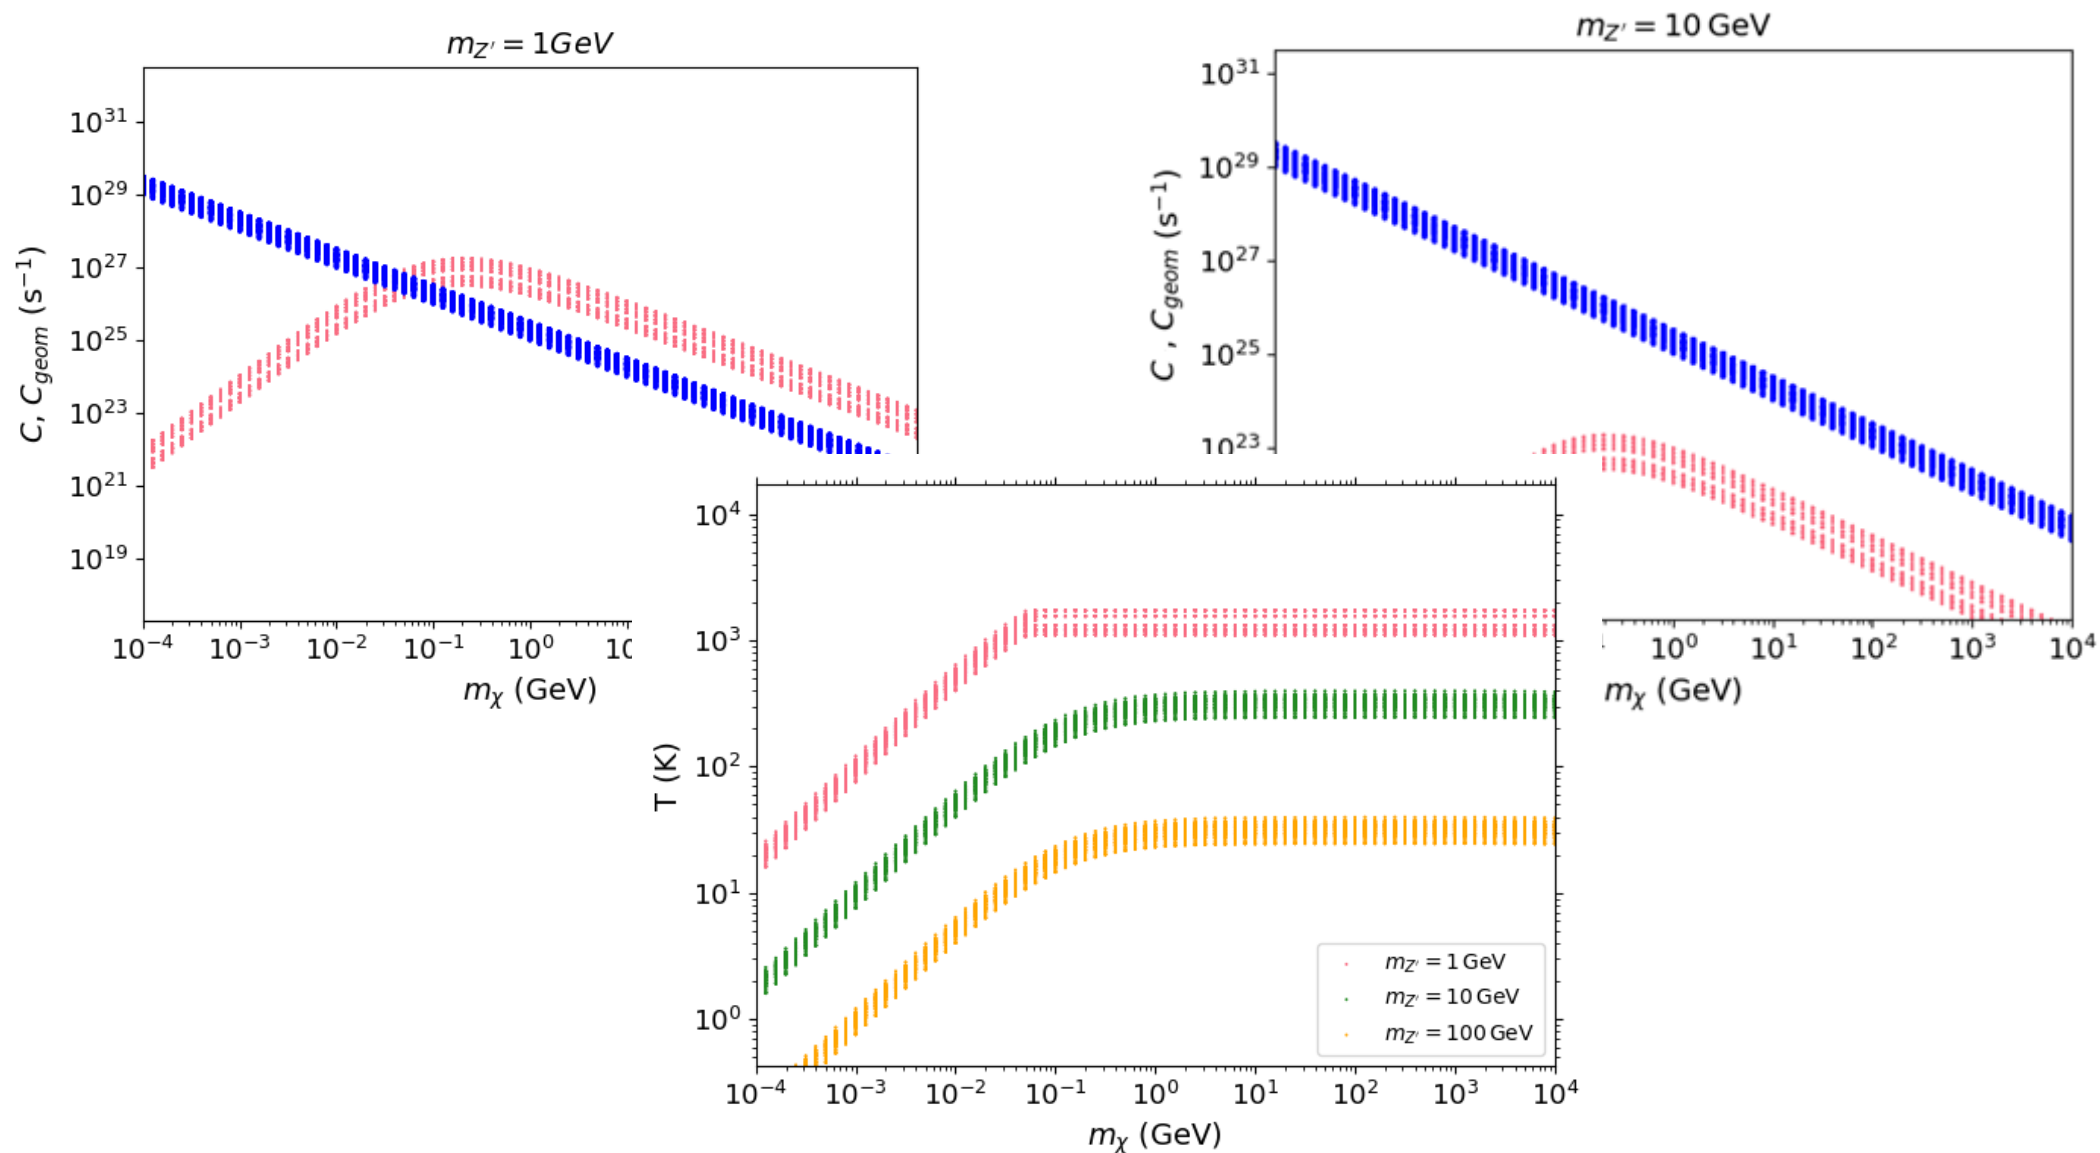 m_{Z'} = 1GeV
10^{31}
10^{29}
10^{27}
10^{25}
10^{23}
10^{21}
10^{19}
C, C_{geom} (s^{−1})
10^{−4} 10^{−3} 10^{−2} 10^{−1} 10^{0}
m_χ (GeV)
m_{Z'} = 10 GeV
10^{31}
10^{29}
10^{27}
10^{25}
10^{23}
C , C_{geom} (s^{−1})
10^{0} 10^{1} 10^{2} 10^{3} 10^{4}
m_χ (GeV)
10^{4}
10^{3}
10^{2}
10^{1}
10^{0}
T (K)
m_{Z'} = 1 GeV
m_{Z'} = 10 GeV
m_{Z'} = 100 GeV
10^{−4} 10^{−3} 10^{−2} 10^{−1} 10^{0} 10^{1} 10^{2} 10^{3} 10^{4}
m_χ (GeV)